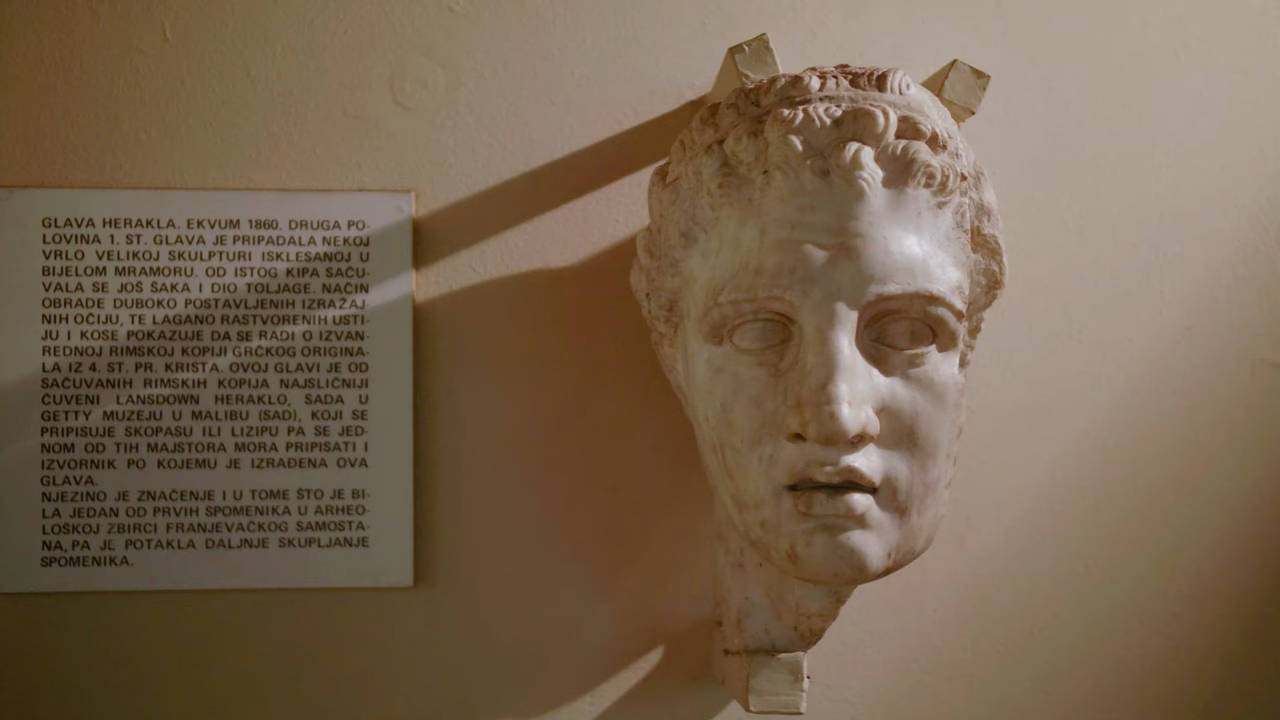 GLAVA HERAKLA. EKVUM 1860. DRUGA PO-
LOVINA 1. ST. GLAVA JE PRIPADALA NEKOJ
VRLO VELIKOJ SKULPTURI ISKLESANOJ U
BIJELOM MRAMORU. OD ISTOG KIPA SAČU-
VALA SE JOŠ ŠAKA I DIO TOLJAGE. NAČIN
OBRADE DUBOKO POSTAVLJENIH IZRAŽAJ-
NIH OČIJU, TE LAGANO RASTVORENIH USTI-
JU I KOSE POKAZUJE DA SE RADI O IZVAN-
REDNOJ RIMSKOJ KOPIJI GRČKOG ORIGINA-
LA IZ 4. ST. PR. KRISTA. OVOJ GLAVI JE OD
SAČUVANIH RIMSKIH KOPIJA NAJSLIČNIJI
ČUVENI LANSDOWN HERAKLO, SADA U
GETTY MUZEJU U MALIBU (SAD), KOJI SE
PRIPISUJE SKOPASU ILI LIZIPU PA SE JED-
NOM OD TIH MAJSTORA MORA PRIPISATI I
IZVORNIK PO KOJEMU JE IZRAĐENA OVA
GLAVA.
NJEZINO JE ZNAČENJE I U TOME ŠTO JE BI-
LA JEDAN OD PRVIH SPOMENIKA U ARHEO-
LOŠKOJ ZBIRCI FRANJEVAČKOG SAMOSTA-
NA, PA JE POTAKLA DALJNJE SKUPLJANJE
SPOMENIKA.